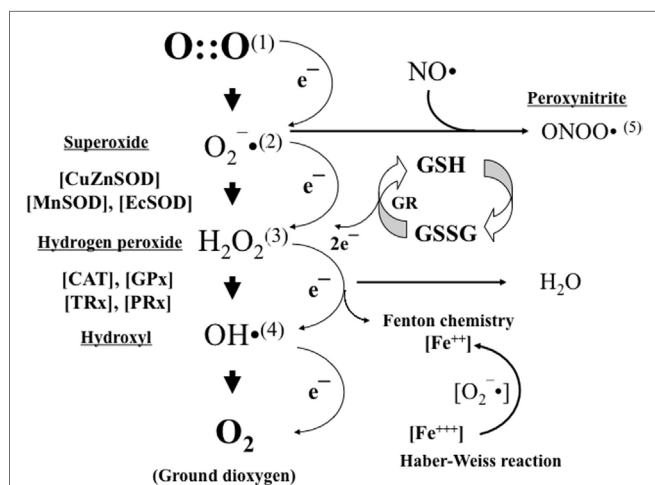 O::O(1)
e⁻
NO•
Peroxynitrite
Superoxide
O₂⁻•(2)
ONOO•(5)
[CuZnSOD]
[MnSOD], [EcSOD]
e⁻
GSH
GR
GSSG
2e⁻
Hydrogen peroxide
H₂O₂(3)
[CAT], [GPx]
[TRx], [PRx]
e⁻
H₂O
Hydroxyl
OH•(4)
Fenton chemistry
[Fe⁺⁺]
e⁻
[O₂⁻•]
O₂
[Fe⁺⁺⁺]
Haber-Weiss reaction
(Ground dioxygen)